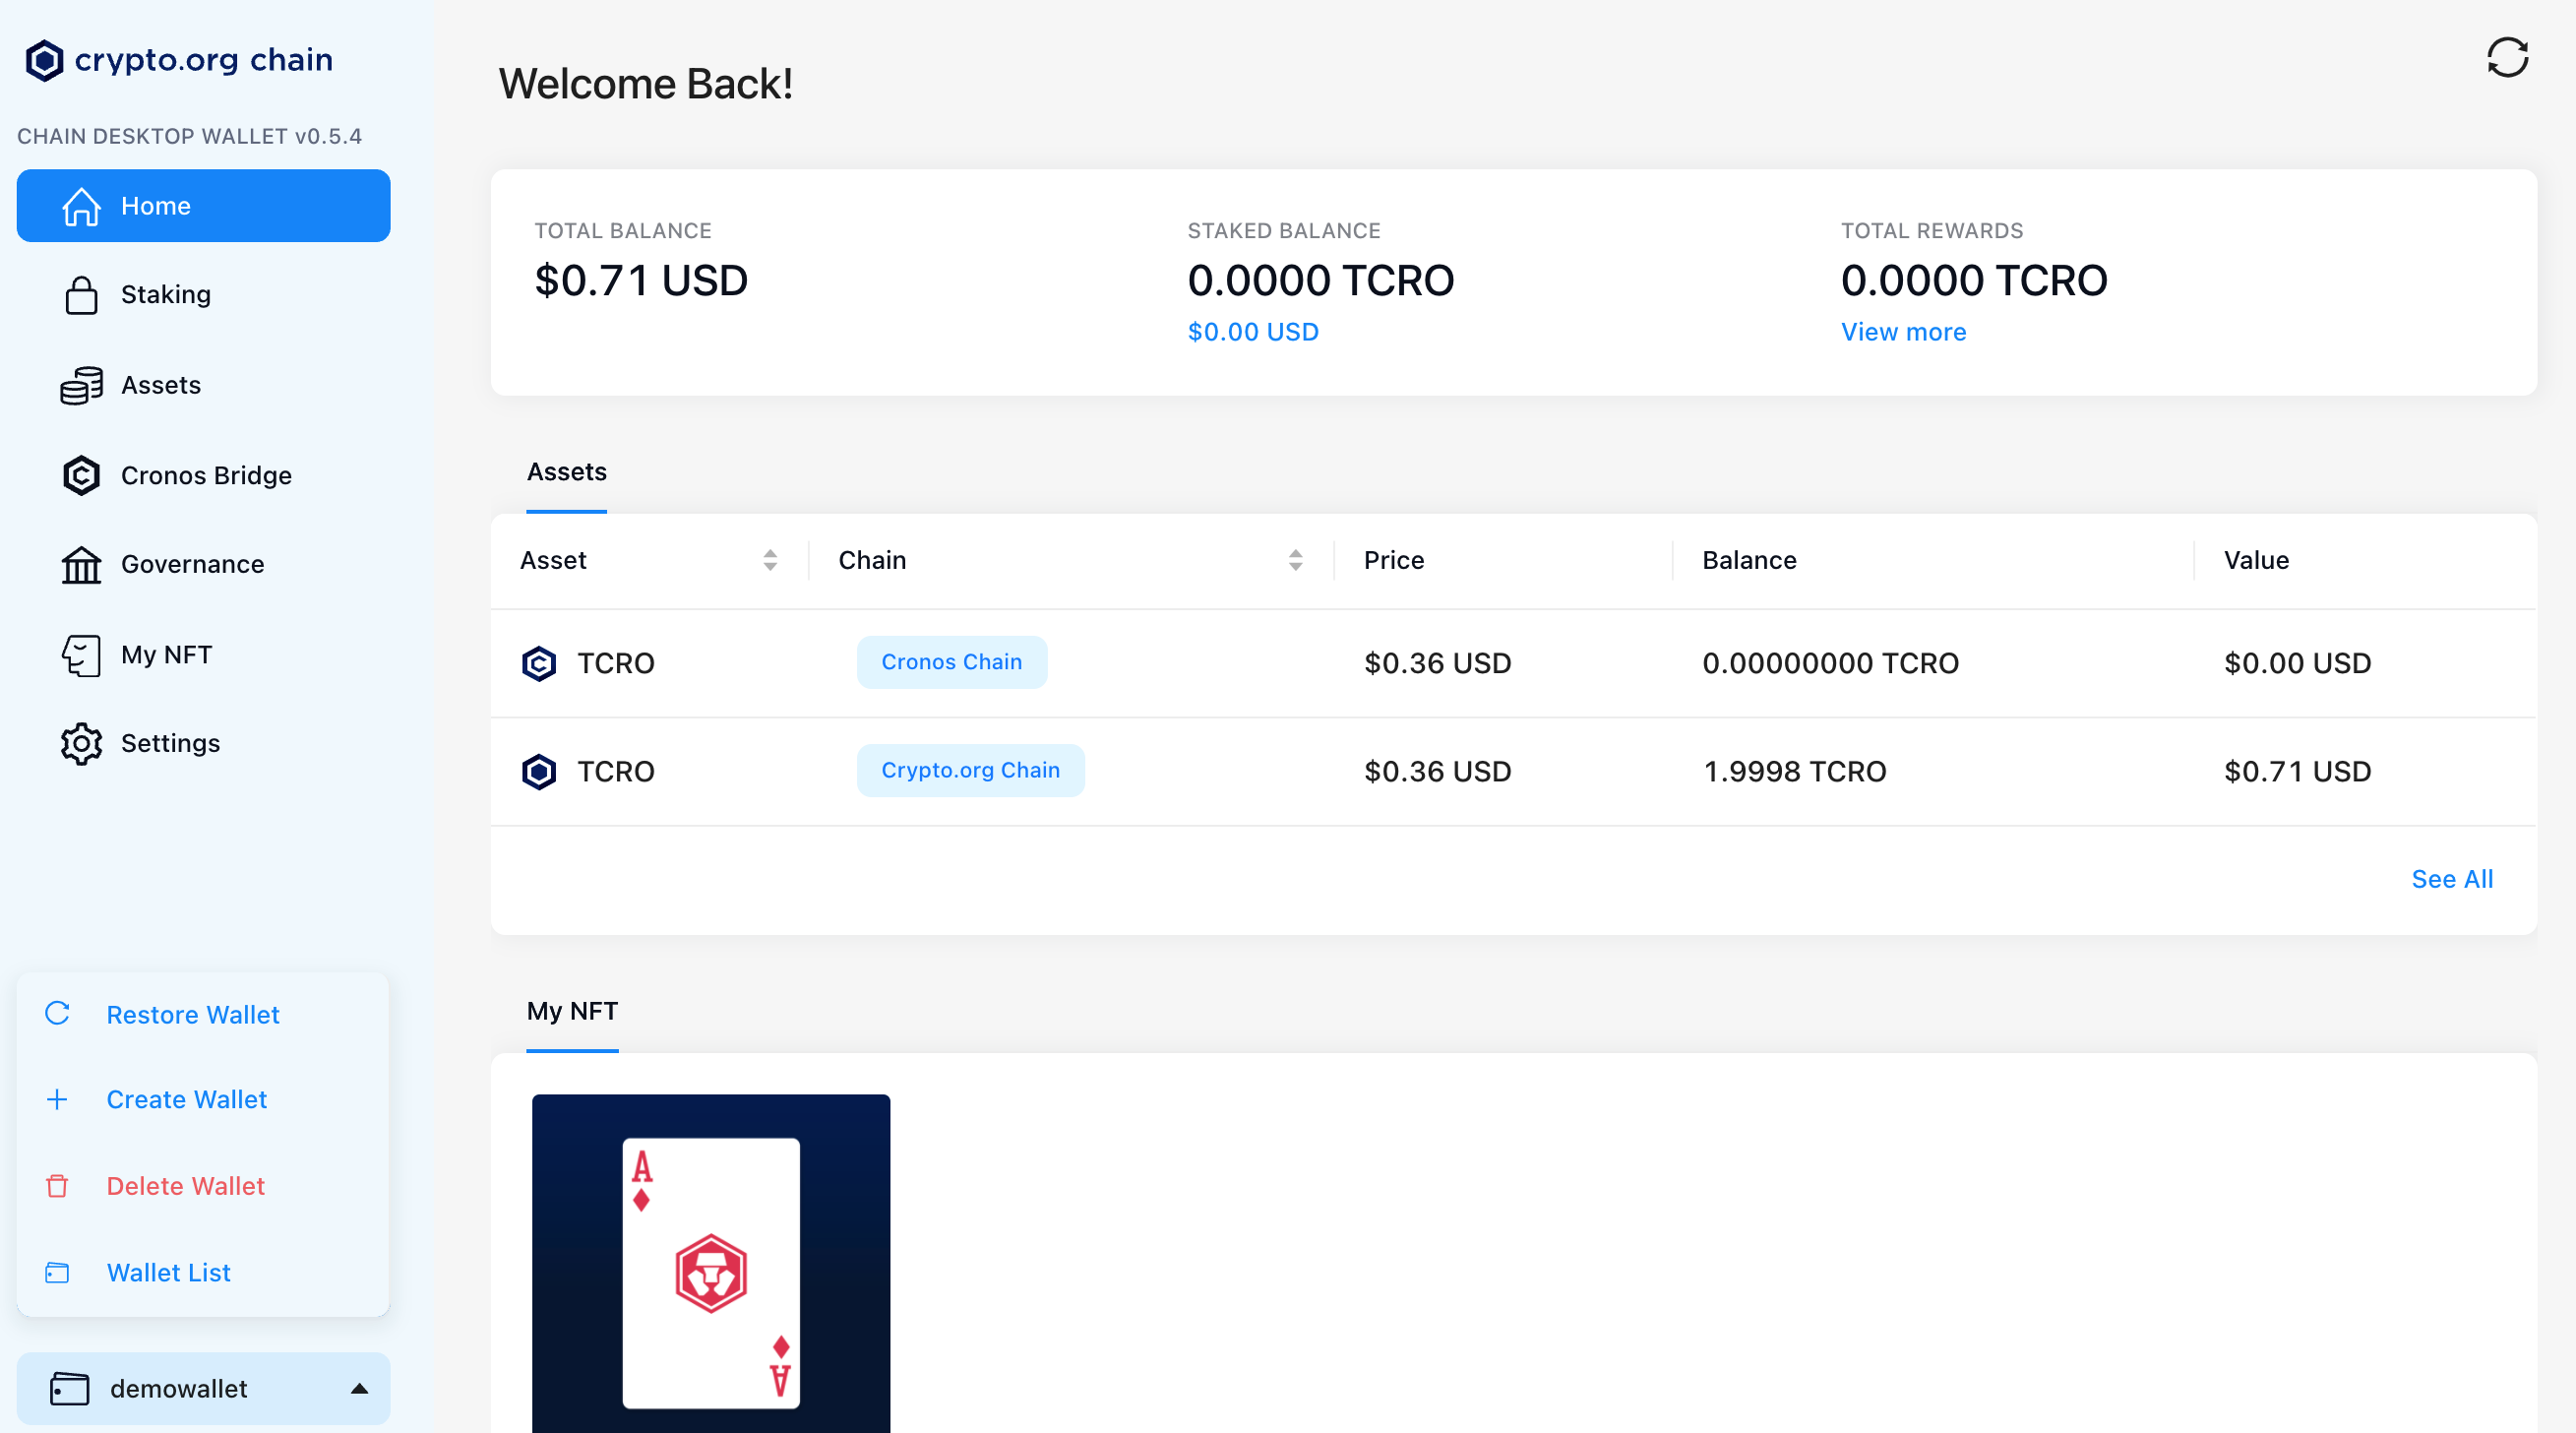 crypto.org chain
CHAIN DESKTOP WALLET v0.5.4
Home
Staking
Assets
Cronos Bridge
Governance
My NFT
Settings
Restore Wallet
Create Wallet
Delete Wallet
Wallet List
demowallet
Welcome Back!
TOTAL BALANCE
$0.71 USD
STAKED BALANCE
0.0000 TCRO
$0.00 USD
TOTAL REWARDS
0.0000 TCRO
View more
Assets
Asset Chain Price Balance Value
TCRO Cronos Chain $0.36 USD 0.00000000 TCRO $0.00 USD
TCRO Crypto.org Chain $0.36 USD 1.9998 TCRO $0.71 USD
See All
My NFT
A
A